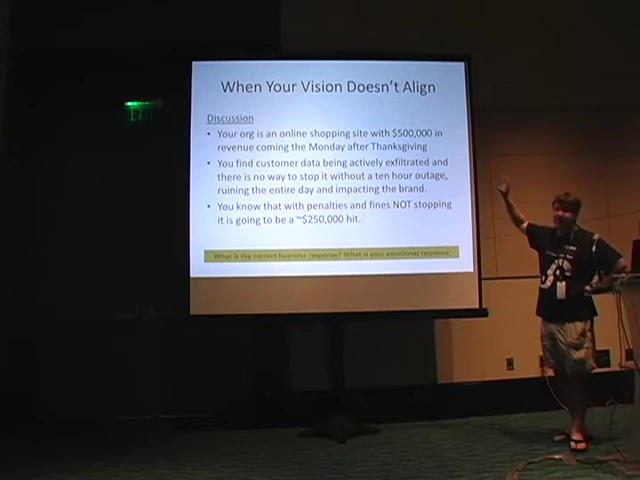 EXIT
When Your Vision Doesn't Align
Discussion
• Your org is an online shopping site with $500,000 in
revenue coming the Monday after Thanksgiving
• You find customer data being actively exfiltrated and
there is no way to stop it without a ten hour outage,
ruining the entire day and impacting the brand.
• You know that with penalties and fines NOT stopping
it is going to be a ~$250,000 hit.
What is the correct business response? What is your emotional response